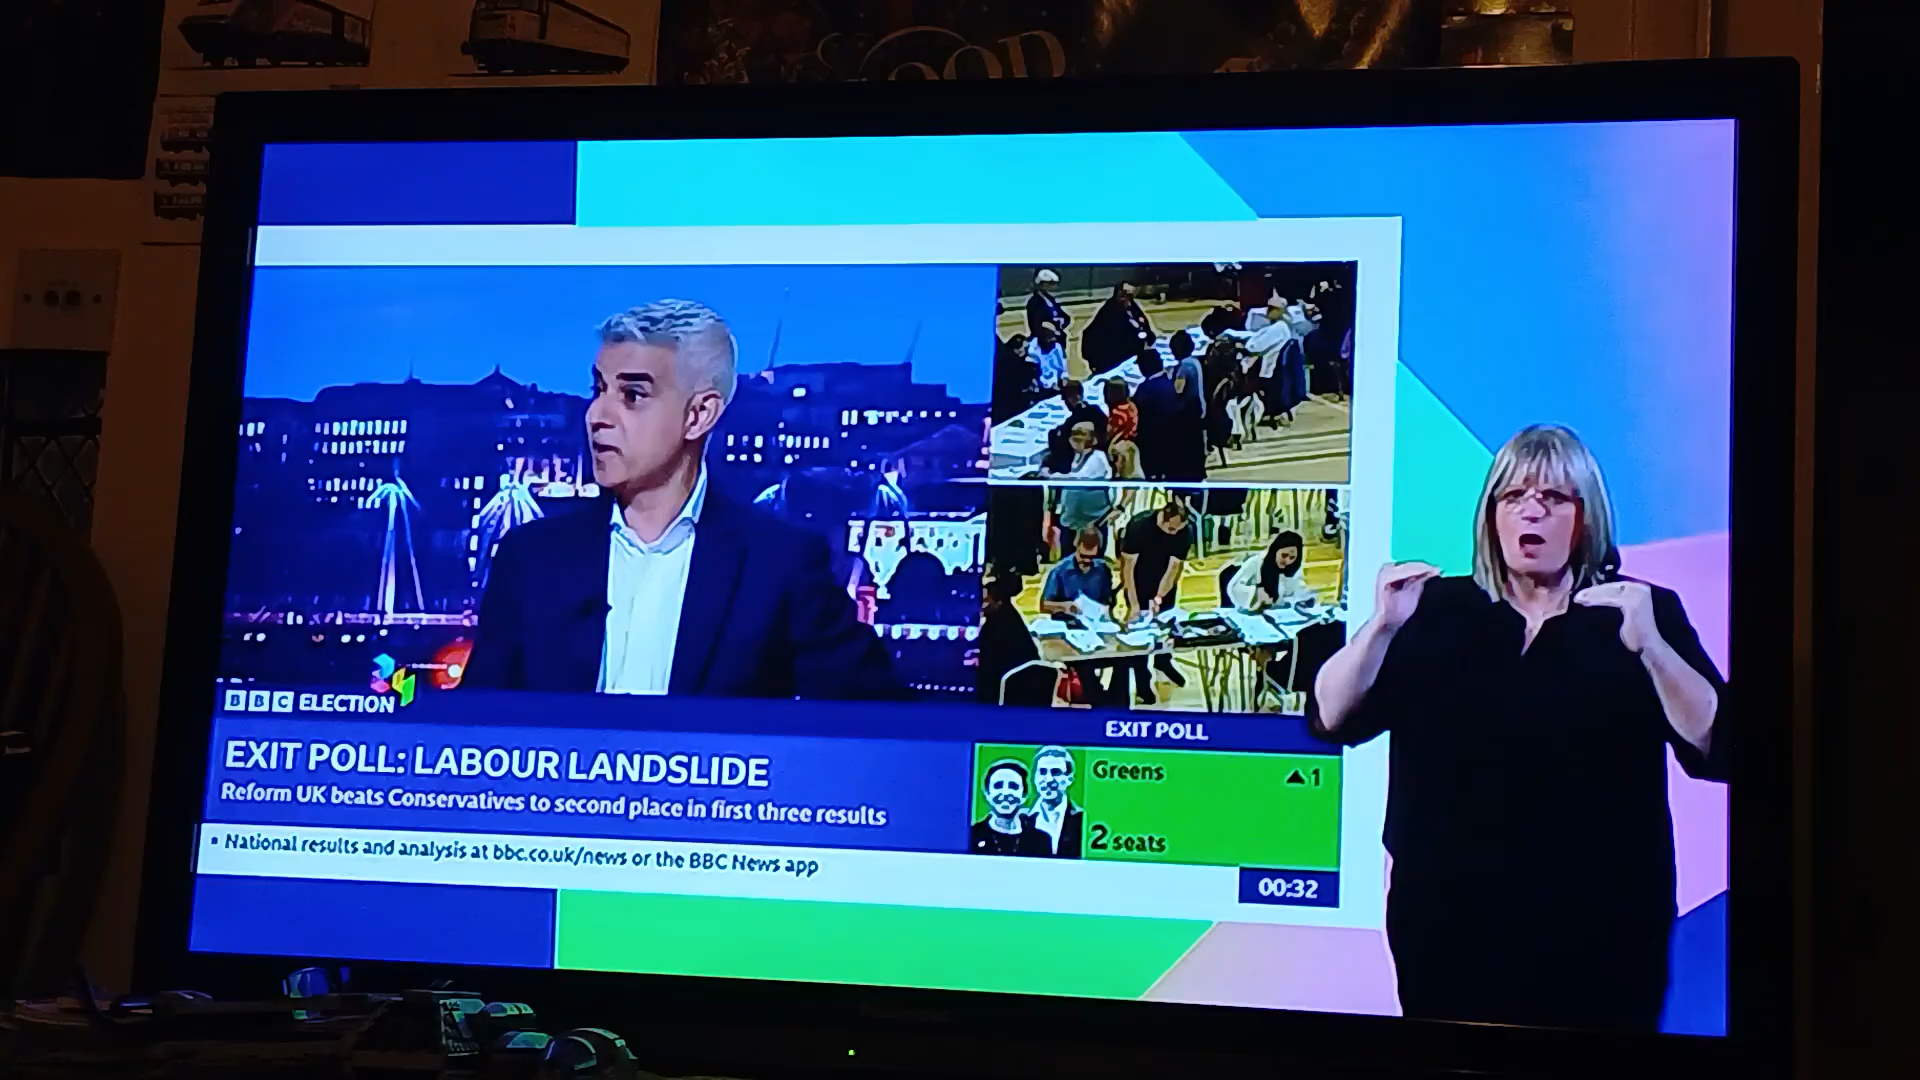 BBC ELECTION
EXIT POLL
EXIT POLL: LABOUR LANDSLIDE
Reform UK beats Conservatives to second place in first three results
Greens ▲1
2 seats
• National results and analysis at bbc.co.uk/news or the BBC News app
00:32